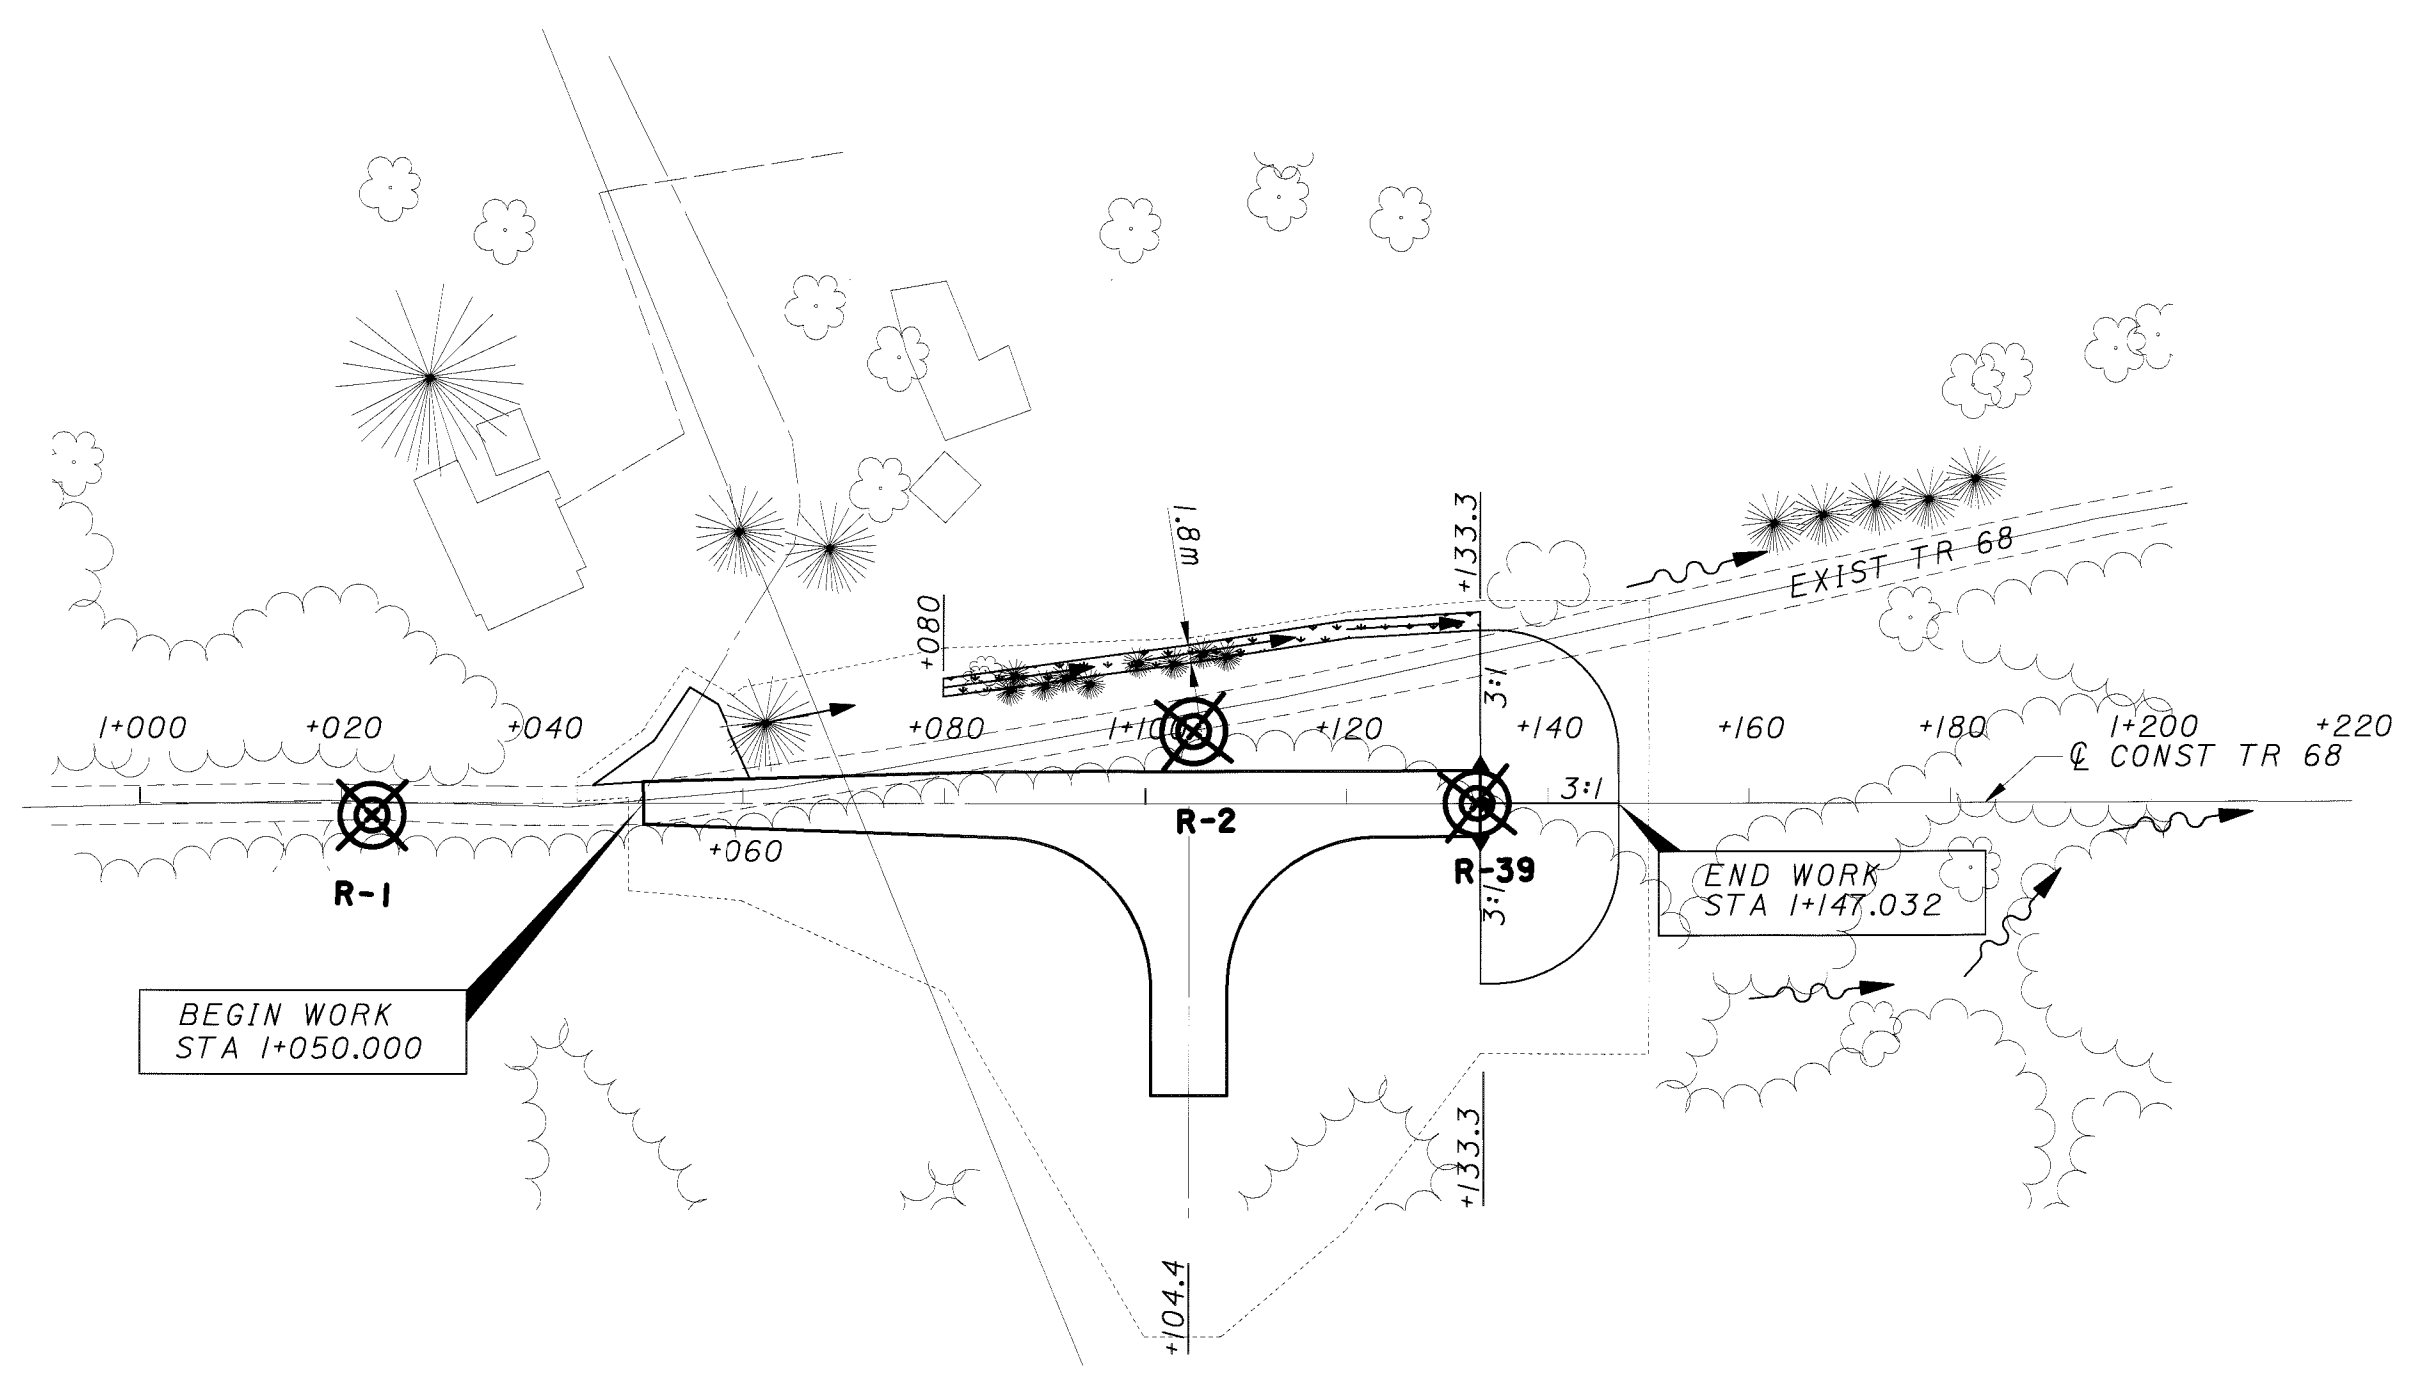 1.8m
+133.3
+080
EXIST TR 68
3:1
1+000
+020
+040
+080
1+10
+120
+140
+160
+180
1+200
+220
℄ CONST TR 68
3:1
R-2
+060
R-1
R-39
3:1
END WORK
STA 1+147.032
BEGIN WORK
STA 1+050.000
+133.3
+104.4